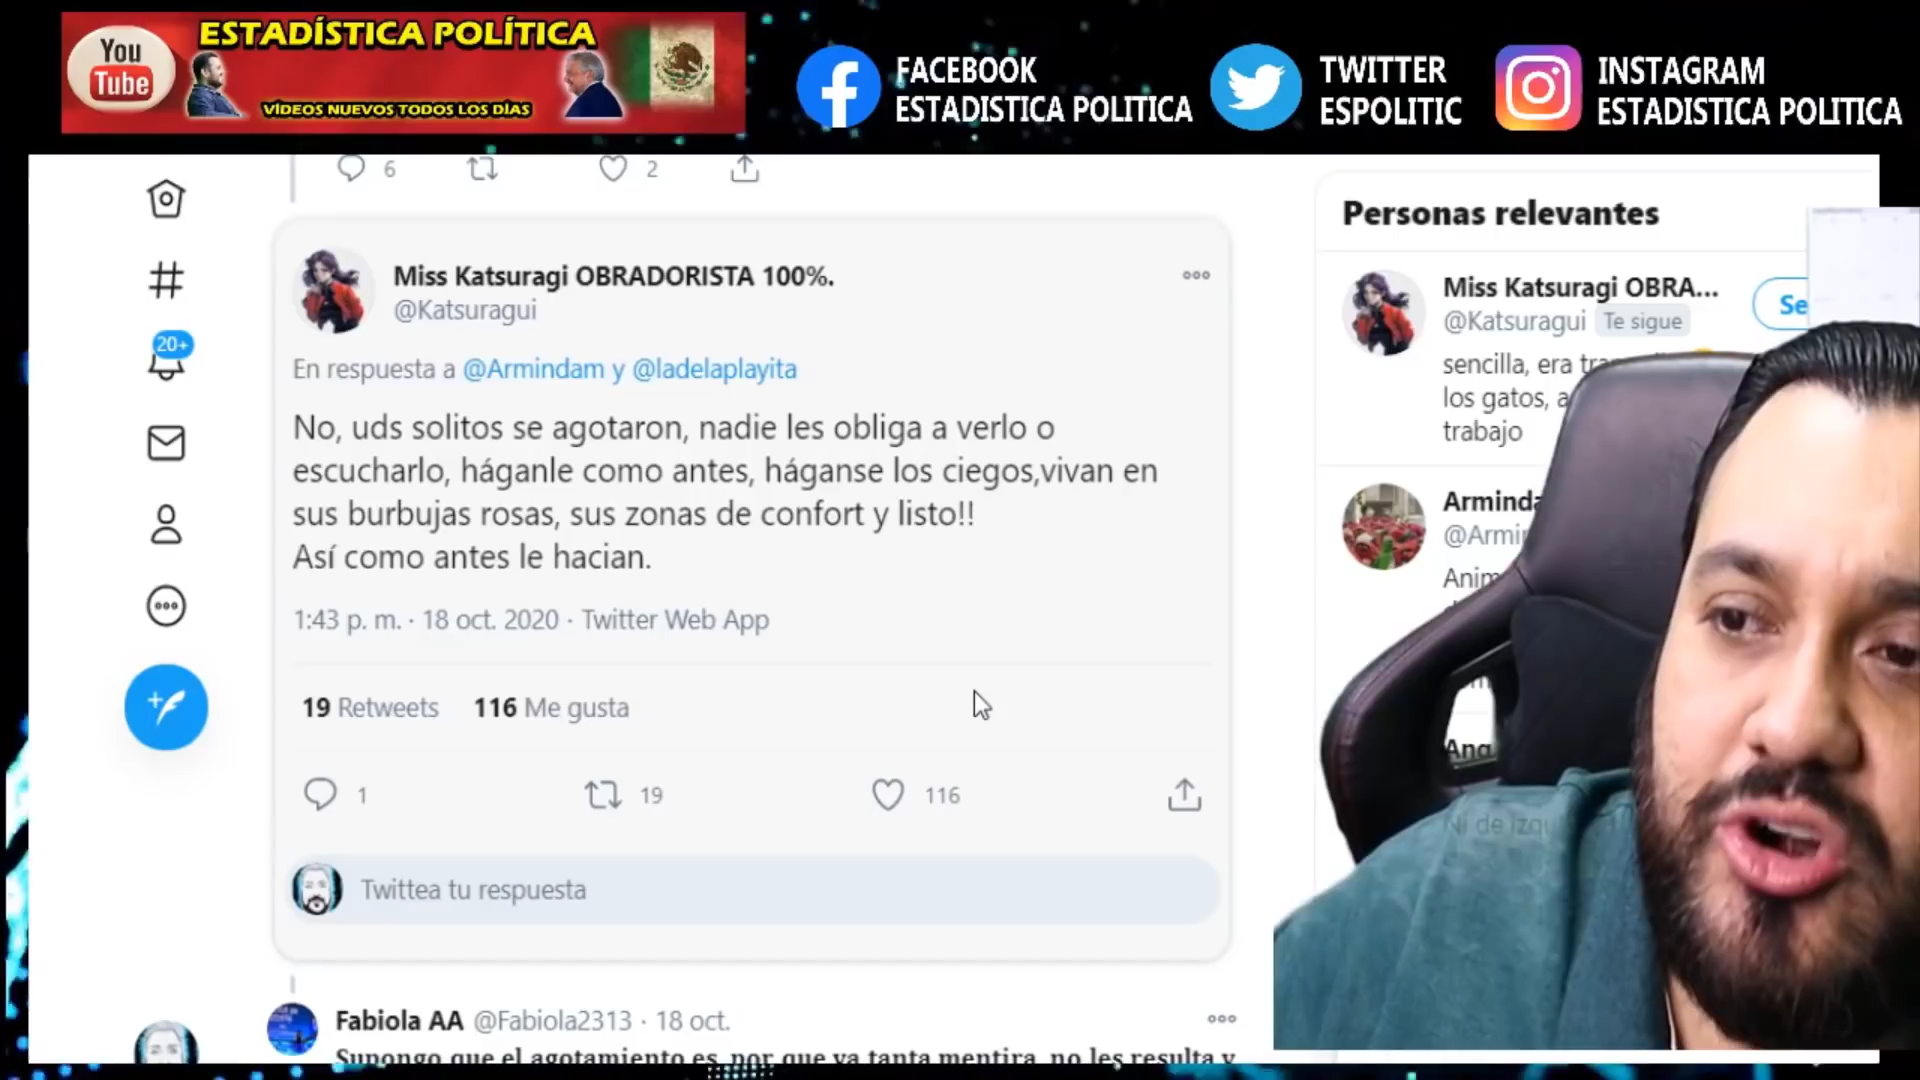 You
Tube
ESTADÍSTICA POLÍTICA
VÍDEOS NUEVOS TODOS LOS DÍAS
FACEBOOK
ESTADISTICA POLITICA
TWITTER
ESPOLITIC
INSTAGRAM
ESTADISTICA POLITICA
6
2
20+
Miss Katsuragi OBRADORISTA 100%.
@Katsuragui
En respuesta a @Armindam y @ladelaplayita
No, uds solitos se agotaron, nadie les obliga a verlo o
escucharlo, háganle como antes, háganse los ciegos,vivan en
sus burbujas rosas, sus zonas de confort y listo!!
Así como antes le hacian.
1:43 p. m. · 18 oct. 2020 · Twitter Web App
19 Retweets 116 Me gusta
1 19 116
Twittea tu respuesta
Fabiola AA @Fabiola2313 · 18 oct.
Supongo que el agotamiento es, por que ya tanta mentira, no les resulta y
Personas relevantes
Miss Katsuragi OBRA...
@Katsuragui Te sigue
Se
sencilla, era
los gatos, a
trabajo
Arminda
@Armi
Anim
Ana
Ni de izqu